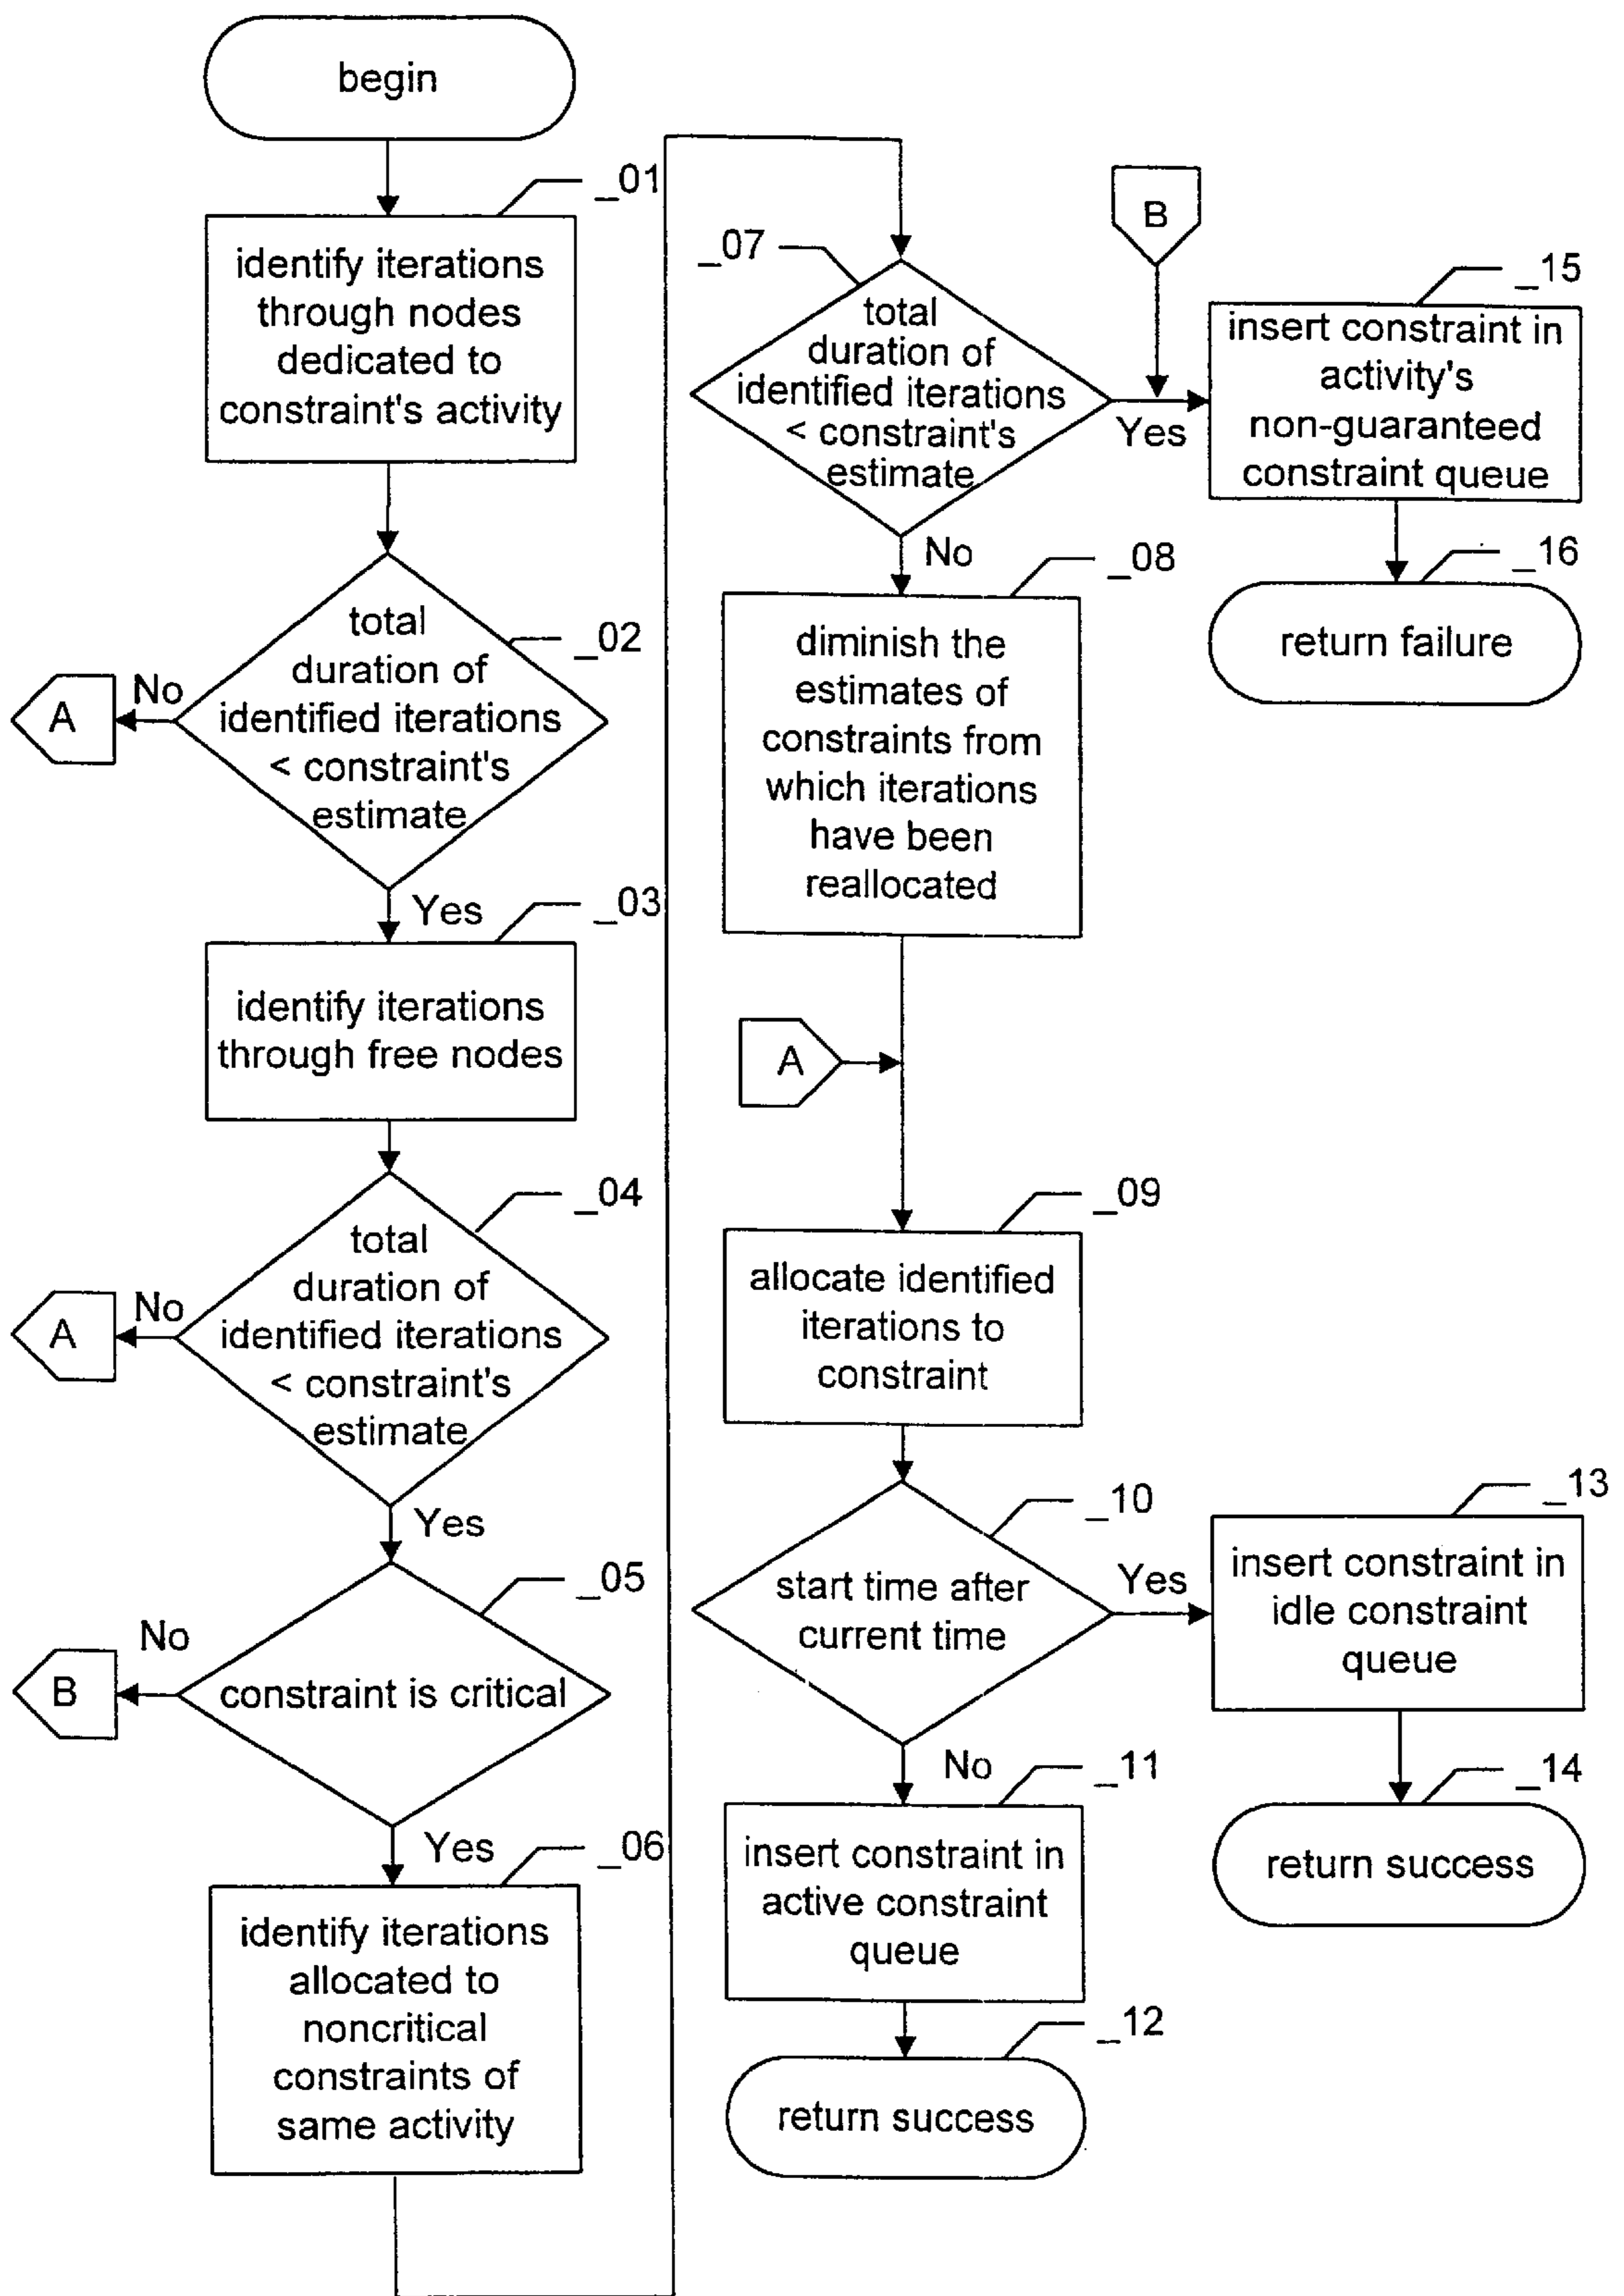 begin
_01
identify iterations
through nodes
dedicated to
constraint's activity
_02
total
duration of
identified iterations
< constraint's
estimate
No
A
Yes
_03
identify iterations
through free nodes
_04
total
duration of
identified iterations
< constraint's
estimate
No
A
Yes
_05
constraint is critical
No
B
Yes
_06
identify iterations
allocated to
noncritical
constraints of
same activity
_07
total
duration of
identified iterations
< constraint's
estimate
B
Yes
_15
insert constraint in
activity's
non-guaranteed
constraint queue
_16
return failure
No
_08
diminish the
estimates of
constraints from
which iterations
have been
reallocated
A
_09
allocate identified
iterations to
constraint
_10
start time after
current time
Yes
_13
insert constraint in
idle constraint
queue
_14
return success
No
_11
insert constraint in
active constraint
queue
_12
return success